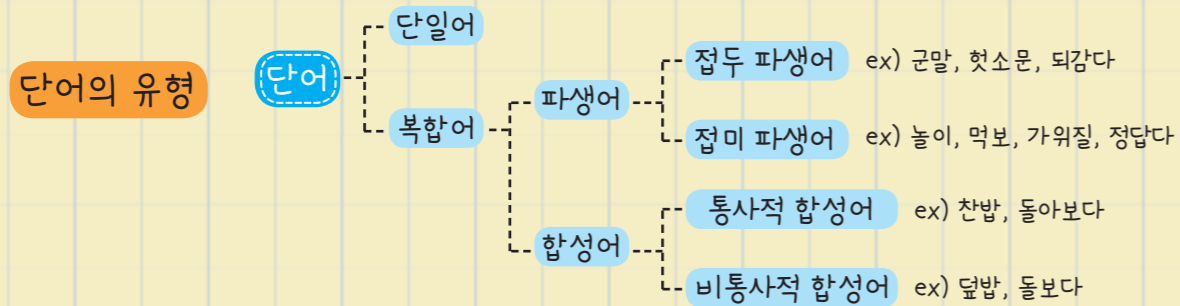 단어의 유형
단어
단일어
복합어
파생어
접두 파생어 ex) 군말, 헛소문, 되감다
접미 파생어 ex) 놀이, 먹보, 가위질, 정답다
합성어
통사적 합성어 ex) 찬밥, 돌아보다
비통사적 합성어 ex) 덮밥, 돌보다